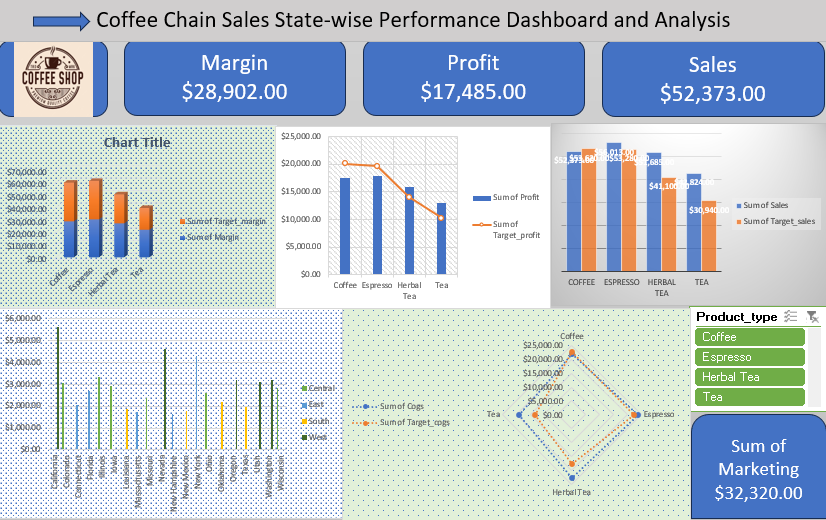 Coffee Chain Sales State-wise Performance Dashboard and Analysis
COFFEE SHOP
Margin
$28,902.00
Profit
$17,485.00
Sales
$52,373.00
Chart Title
$70,000.00
$60,000.00
$50,000.00
$40,000.00
$30,000.00
$20,000.00
$10,000.00
$0.00
Coffee
Espresso
Herbal Tea
Tea
Sum of Target_margin
Sum of Margin
$25,000.00
$20,000.00
$15,000.00
$10,000.00
$5,000.00
$0.00
Coffee
Espresso
Herbal
Tea
Tea
Sum of Profit
Sum of
Target_profit
$41,100.00
$30,940.00
COFFEE
ESPRESSO
HERBAL
TEA
TEA
Sum of Sales
Sum of Target_sales
$6,000.00
$5,000.00
$4,000.00
$3,000.00
$2,000.00
$1,000.00
$0.00
California
Colorado
Connecticut
Florida
Illinois
Iowa
Louisiana
Massachusetts
Missouri
Nevada
New Hampshire
New Mexico
New York
Ohio
Oklahoma
Oregon
Texas
Utah
Washington
Wisconsin
Central
East
South
West
Sum of Cogs
Sum of Target_cogs
Coffee
$25,000.00
$20,000.00
$15,000.00
$10,000.00
$5,000.00
$0.00
Tea
Espresso
Herbal Tea
Product_type
Coffee
Espresso
Herbal Tea
Tea
Sum of
Marketing
$32,320.00